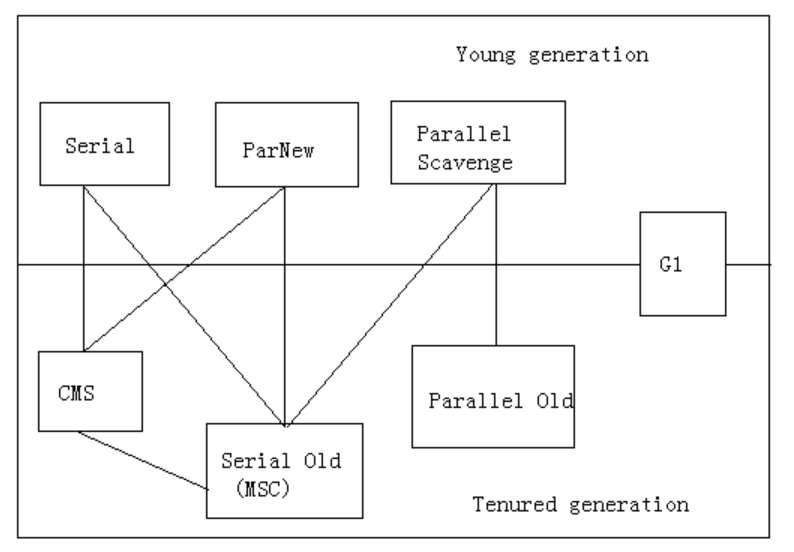 Young generation
Serial
ParNew
Parallel
Scavenge
G1
CMS
Parallel Old
Serial Old
(MSC)
Tenured generation